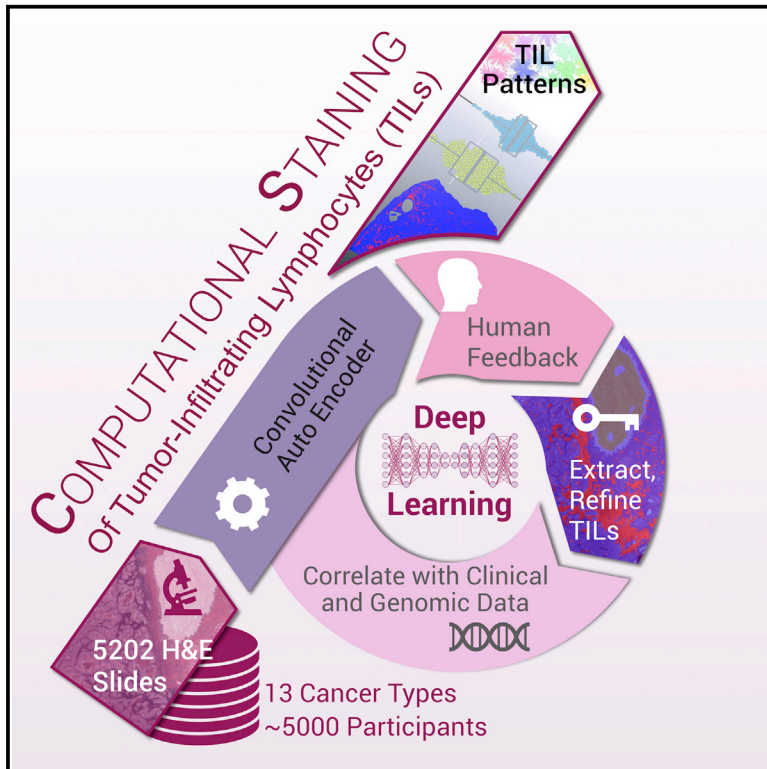 COMPUTATIONAL STAINING
Of Tumor-Infiltrating Lymphocytes (TILs)
TIL
Patterns
Convolutional
Auto Encoder
Human
Feedback
Deep
Learning
Extract,
Refine
TILs
Correlate with Clinical
and Genomic Data
5202 H&E
Slides
13 Cancer Types
~5000 Participants